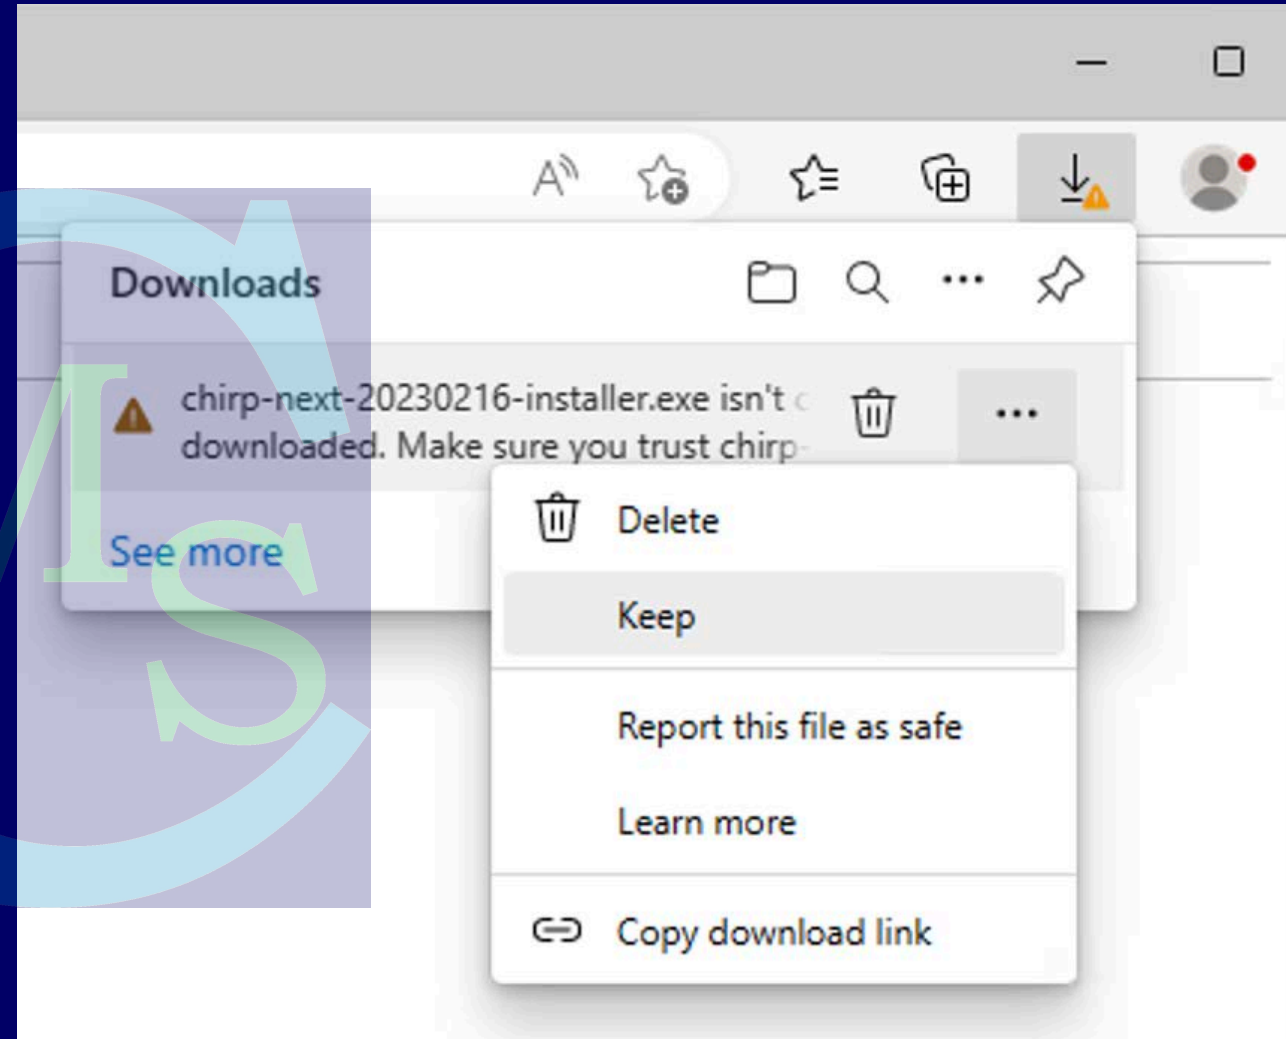 Downloads
chirp-next-20230216-installer.exe isn't
downloaded. Make sure you trust chirp-
See more
Delete
Keep
Report this file as safe
Learn more
Copy download link
CMS